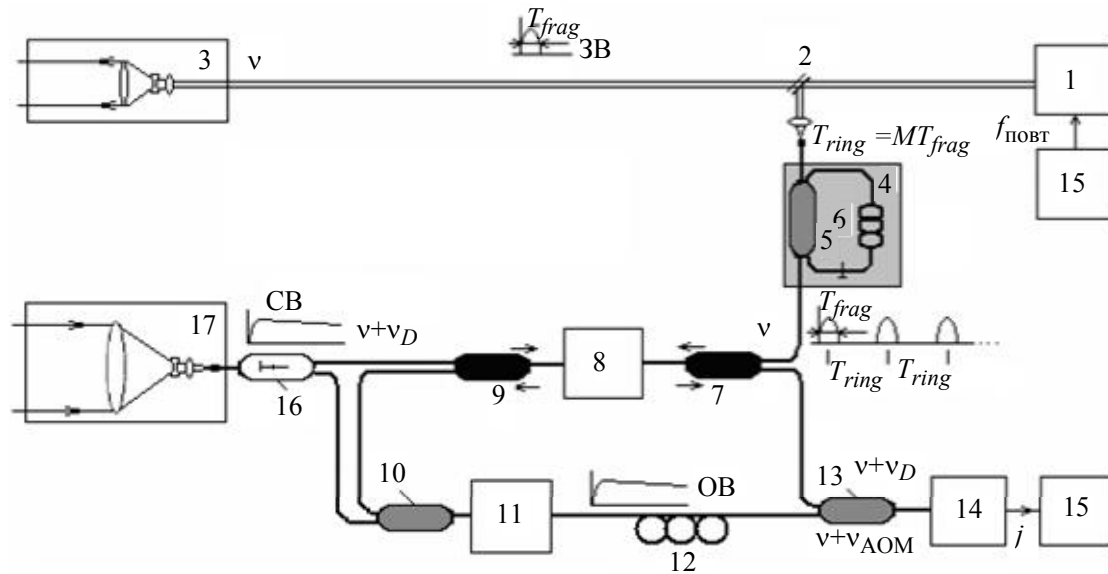 T_frag
3
ν
ЗВ
2
1
T_ring = MT_frag
f_повт
4
15
6
5
СВ
17
ν+ν_D
ν
T_frag
8
16
9
7
T_ring
T_ring
10
ОВ
13
ν+ν_D
11
14
15
12
ν+ν_АОМ
j